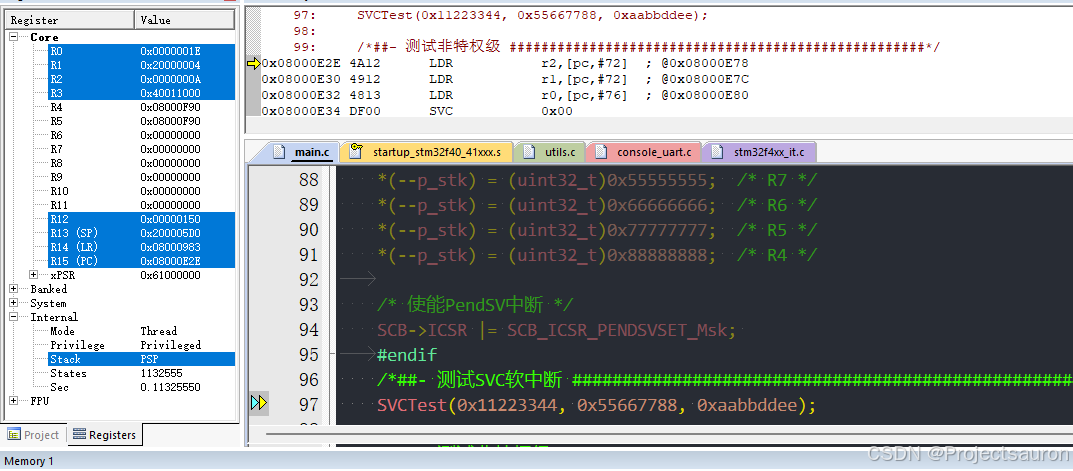 Register Value
Core
R0 0x0000001E
R1 0x20000004
R2 0x0000000A
R3 0x40011000
R4 0x08000F90
R5 0x08000F90
R6 0x00000000
R7 0x00000000
R8 0x00000000
R9 0x00000000
R10 0x00000000
R11 0x00000000
R12 0x00000150
R13 (SP) 0x200005D0
R14 (LR) 0x08000983
R15 (PC) 0x08000E2E
xPSR 0x61000000
Banked
System
Internal
Mode Thread
Privilege Privileged
Stack PSP
States 1132555
Sec 0.11325550
FPU
Project Registers
Memory 1
97: SVCTest(0x11223344, 0x55667788, 0xaabbddee);
98:
99: /*##- 测试非特权级 ####################################################*/
0x08000E2E 4A12 LDR r2,[pc,#72] ; @0x08000E78
0x08000E30 4912 LDR r1,[pc,#72] ; @0x08000E7C
0x08000E32 4813 LDR r0,[pc,#76] ; @0x08000E80
0x08000E34 DF00 SVC 0x00
main.c startup_stm32f40_41xxx.s utils.c console_uart.c stm32f4xx_it.c
88 *(--p_stk) = (uint32_t)0x55555555; /* R7 */
89 *(--p_stk) = (uint32_t)0x66666666; /* R6 */
90 *(--p_stk) = (uint32_t)0x77777777; /* R5 */
91 *(--p_stk) = (uint32_t)0x88888888; /* R4 */
92
93 /* 使能PendSV中断 */
94 SCB->ICSR |= SCB_ICSR_PENDSVSET_Msk;
95 #endif
96 /*##- 测试SVC软中断 ##################################################
97 SVCTest(0x11223344, 0x55667788, 0xaabbddee);
CSDN @Projectsauron